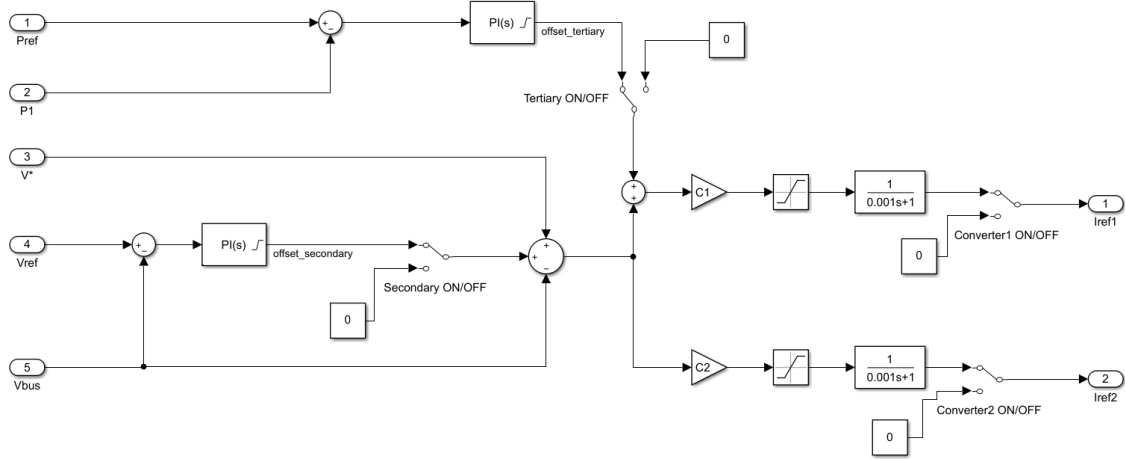 1
Pref
+
−
PI(s)
offset_tertiary
0
2
P1
Tertiary ON/OFF
3
V*
+
+
C1
1
0.001s+1
1
Iref1
Converter1 ON/OFF
0
4
Vref
+
−
PI(s)
offset_secondary
+
+
−
Secondary ON/OFF
0
5
Vbus
C2
1
0.001s+1
2
Iref2
Converter2 ON/OFF
0